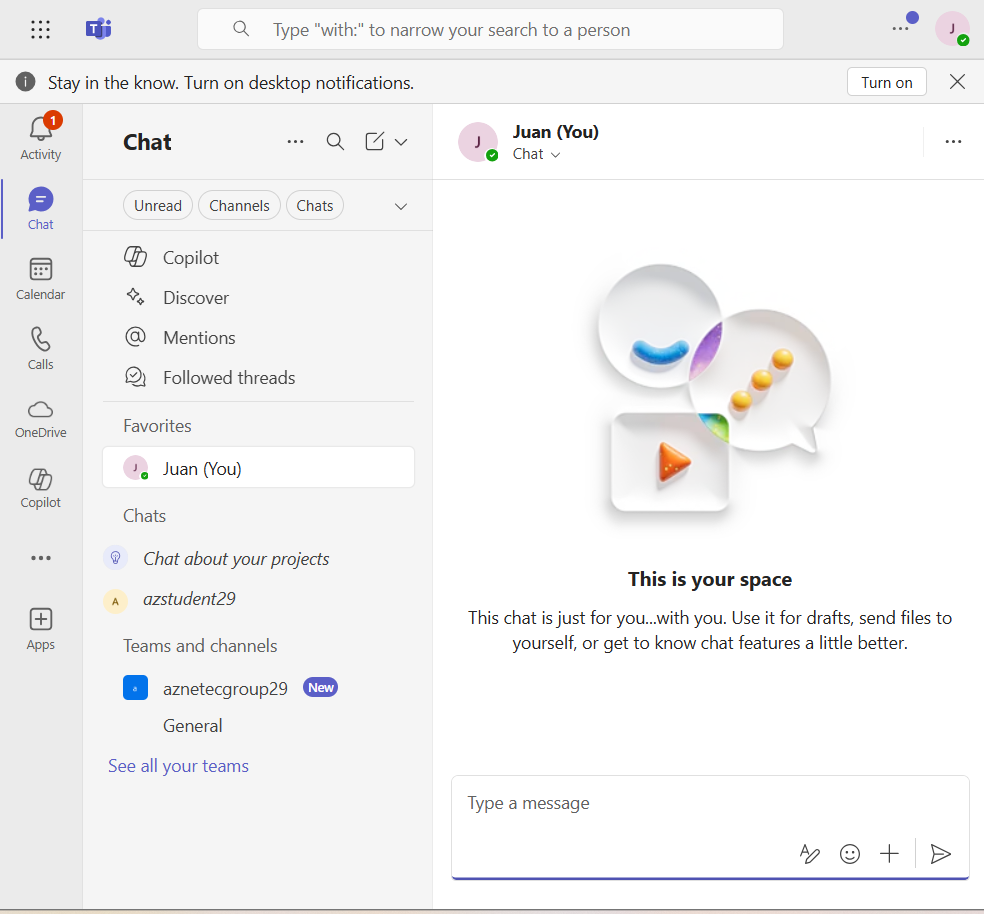 Type "with:" to narrow your search to a person
J
Stay in the know. Turn on desktop notifications.
Turn on
1
Activity
Chat
Calendar
Calls
OneDrive
Copilot
Apps
Chat
Unread
Channels
Chats
Copilot
Discover
Mentions
Followed threads
Favorites
J
Juan (You)
Chats
Chat about your projects
A
azstudent29
Teams and channels
a
aznetecgroup29
New
General
See all your teams
J
Juan (You)
Chat
This is your space
This chat is just for you...with you. Use it for drafts, send files to
yourself, or get to know chat features a little better.
Type a message